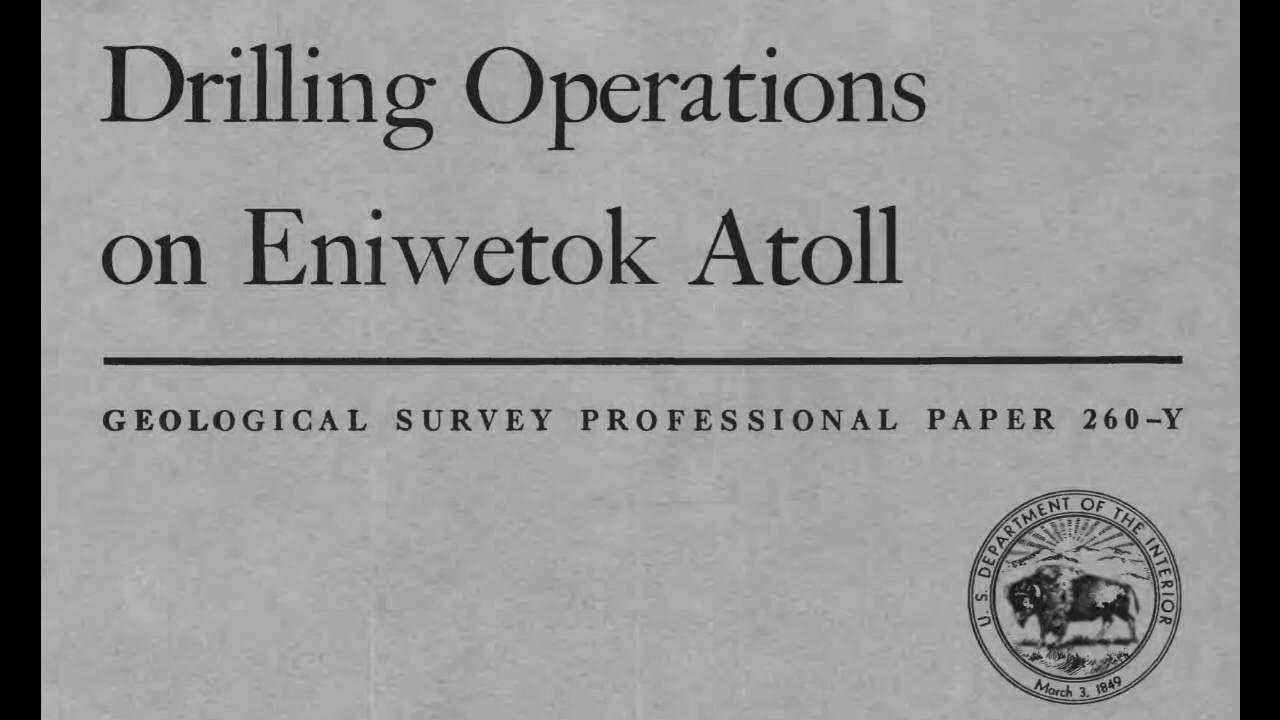 Drilling Operations
on Eniwetok Atoll
GEOLOGICAL SURVEY PROFESSIONAL PAPER 260-Y
U. S. DEPARTMENT OF THE INTERIOR
March 3, 1849